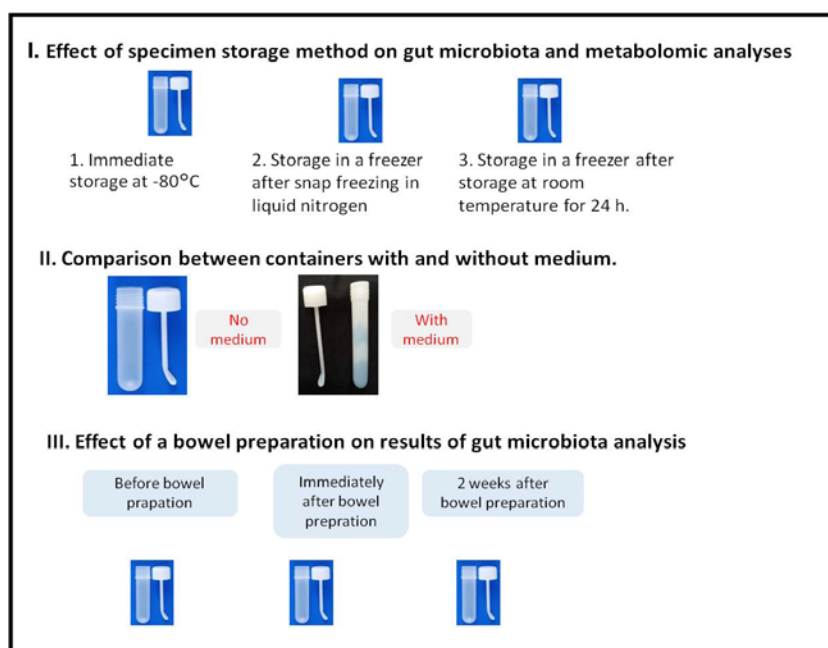 I. Effect of specimen storage method on gut microbiota and metabolomic analyses
1. Immediate
storage at -80°C
2. Storage in a freezer
after snap freezing in
liquid nitrogen
3. Storage in a freezer after
storage at room
temperature for 24 h.
II. Comparison between containers with and without medium.
No
medium
With
medium
III. Effect of a bowel preparation on results of gut microbiota analysis
Before bowel
prapation
Immediately
after bowel
prepration
2 weeks after
bowel preparation